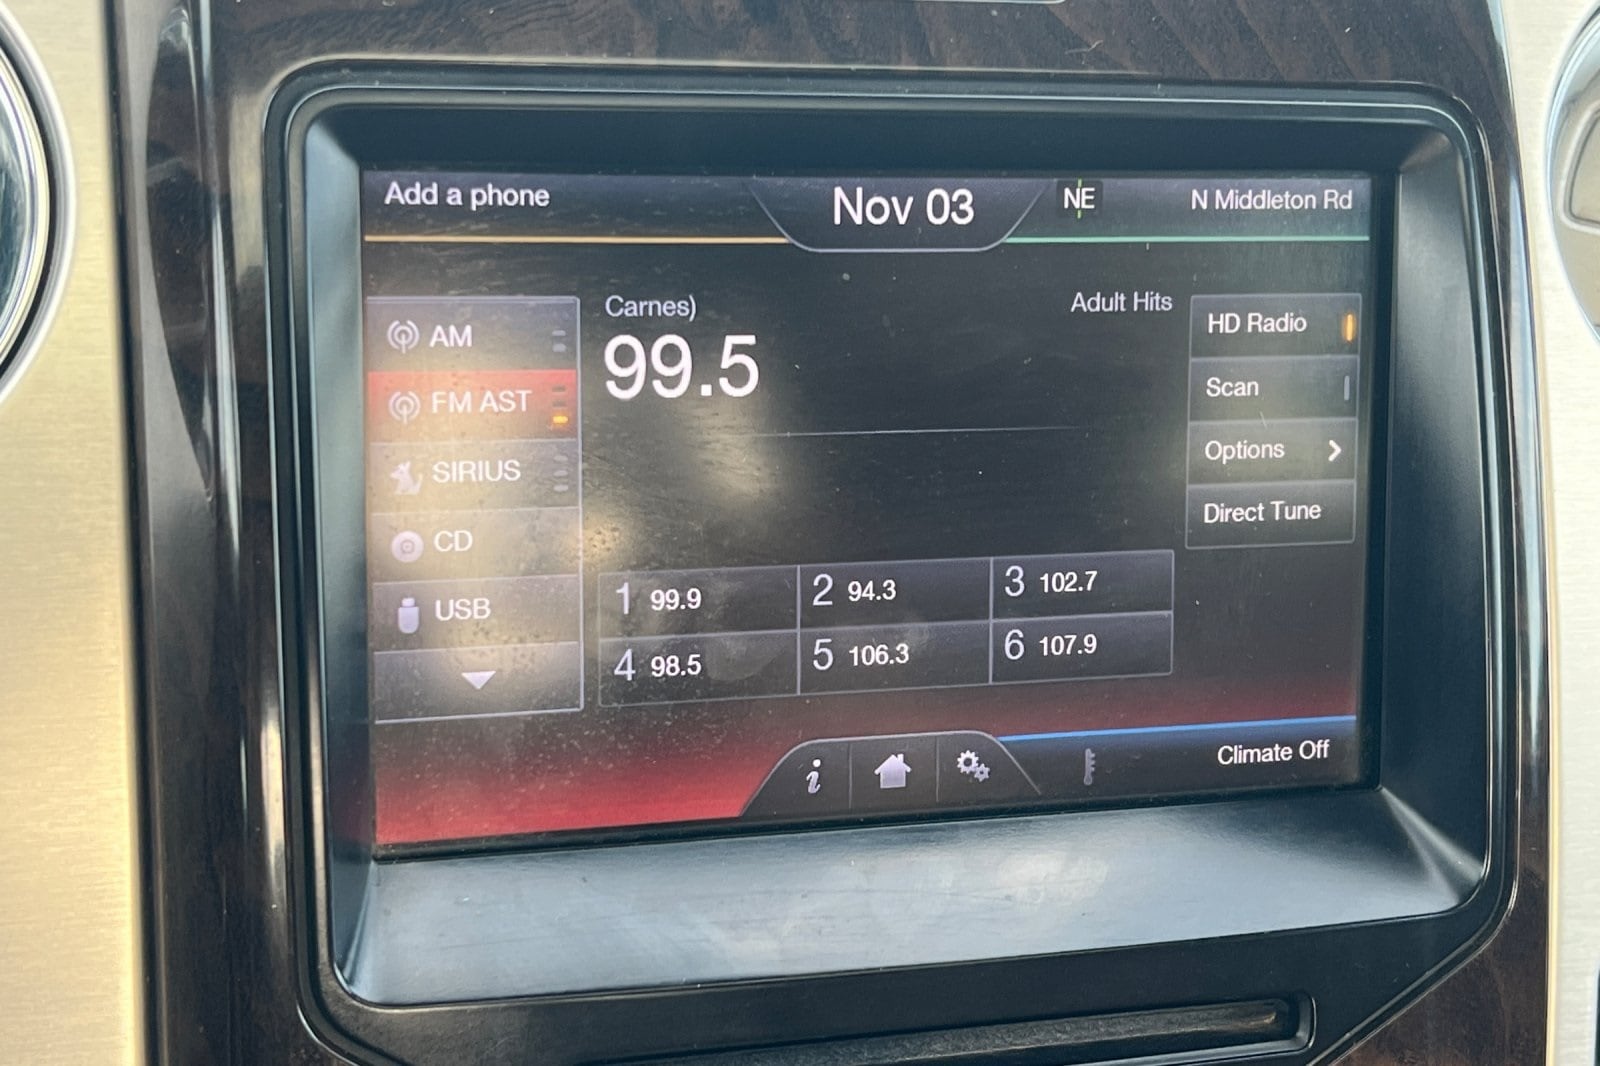 Add a phone
Nov 03
NE
N Middleton Rd
AM
FM AST
SIRIUS
CD
USB
Carnes)
99.5
Adult Hits
HD Radio
Scan
Options
Direct Tune
1 99.9
2 94.3
3 102.7
4 98.5
5 106.3
6 107.9
i
Climate Off